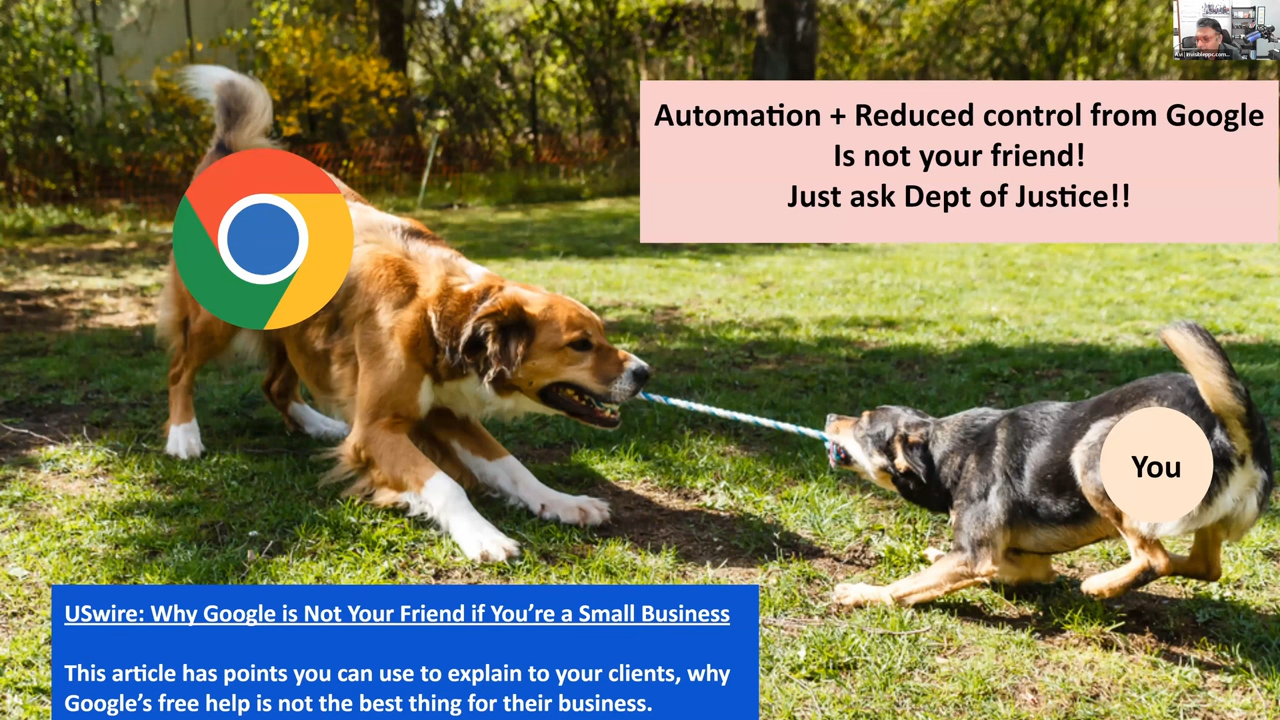 Automation + Reduced control from Google
Is not your friend!
Just ask Dept of Justice!!
You
USwire: Why Google is Not Your Friend if You’re a Small Business
This article has points you can use to explain to your clients, why
Google’s free help is not the best thing for their business.